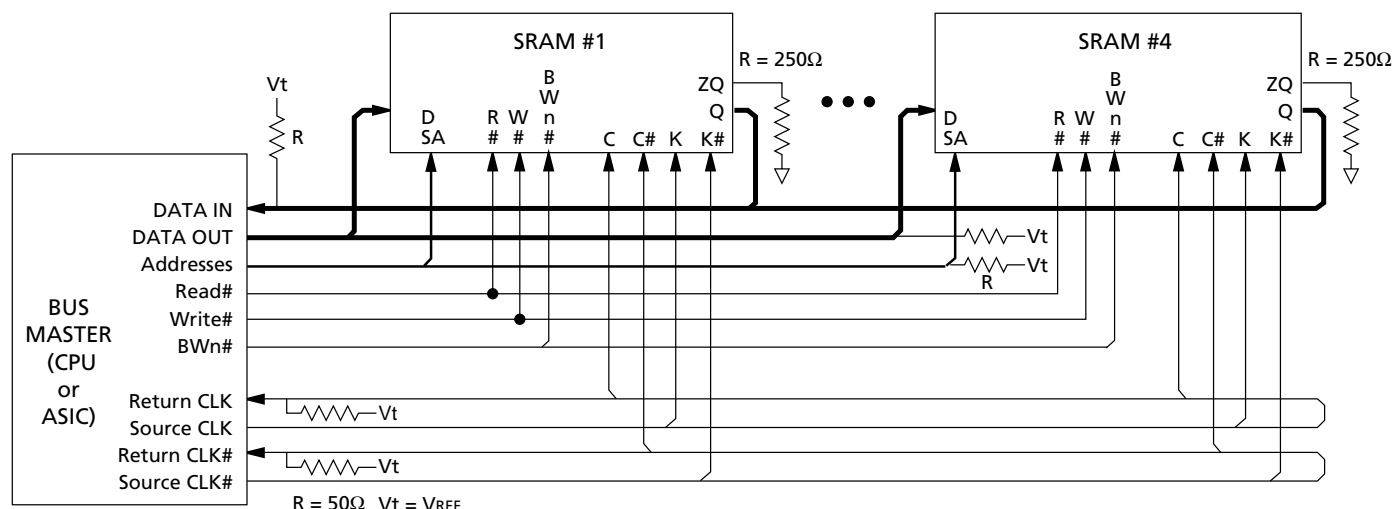 SRAM #1
SRAM #4
R = 250Ω
R = 250Ω
Vt
R
B
W
n
#
ZQ
Q
D
SA
R
#
W
#
C
C#
K
K#
B
W
n
#
ZQ
Q
D
SA
R
#
W
#
C
C#
K
K#
DATA IN
DATA OUT
Vt
Addresses
Vt
R
Read#
Write#
BWn#
BUS
MASTER
(CPU
or
ASIC)
Return CLK
Vt
Source CLK
Return CLK#
Vt
Source CLK#
R = 50Ω Vt = VREF